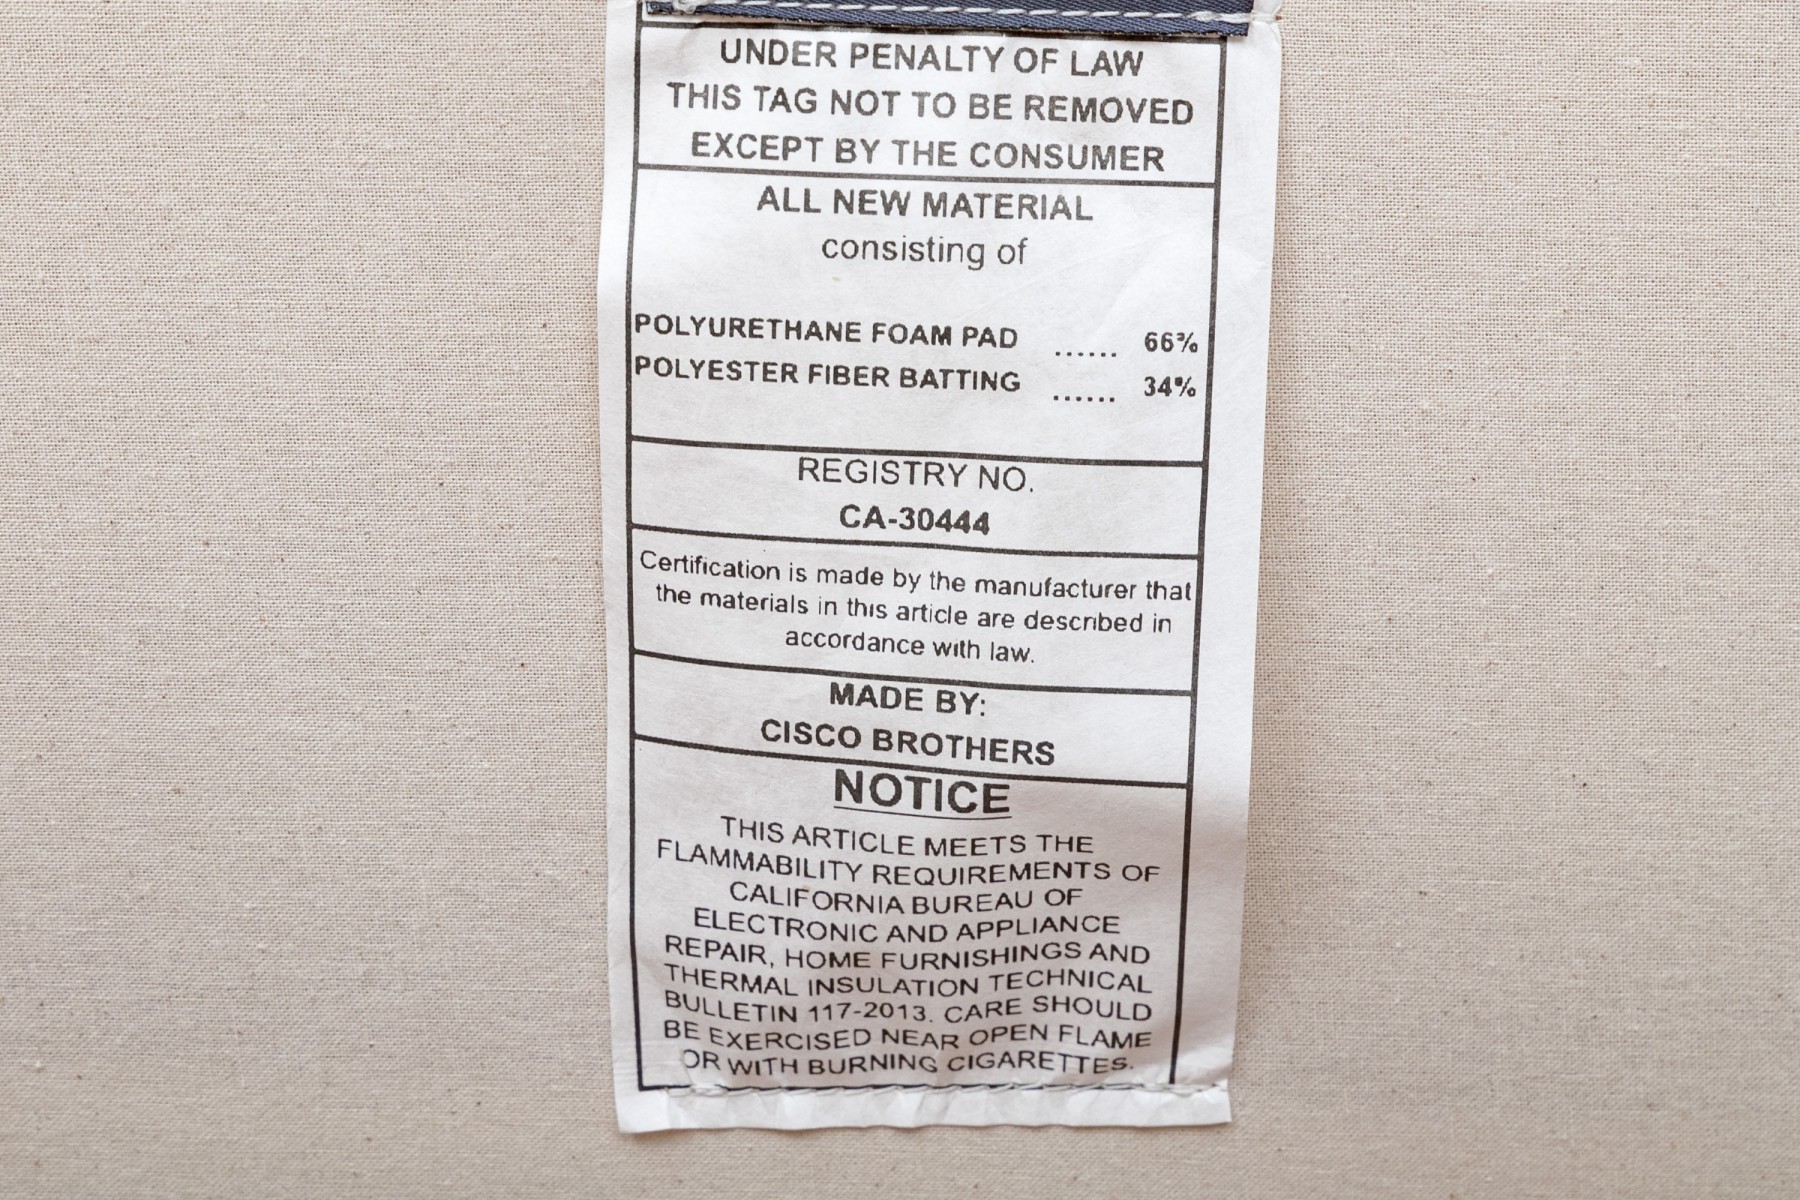 UNDER PENALTY OF LAW
THIS TAG NOT TO BE REMOVED
EXCEPT BY THE CONSUMER
ALL NEW MATERIAL
consisting of
POLYURETHANE FOAM PAD ...... 66%
POLYESTER FIBER BATTING ...... 34%
REGISTRY NO.
CA-30444
Certification is made by the manufacturer that
the materials in this article are described in
accordance with law.
MADE BY:
CISCO BROTHERS
NOTICE
THIS ARTICLE MEETS THE
FLAMMABILITY REQUIREMENTS OF
CALIFORNIA BUREAU OF
ELECTRONIC AND APPLIANCE
REPAIR, HOME FURNISHINGS AND
THERMAL INSULATION TECHNICAL
BULLETIN 117-2013. CARE SHOULD
BE EXERCISED NEAR OPEN FLAME
OR WITH BURNING CIGARETTES.